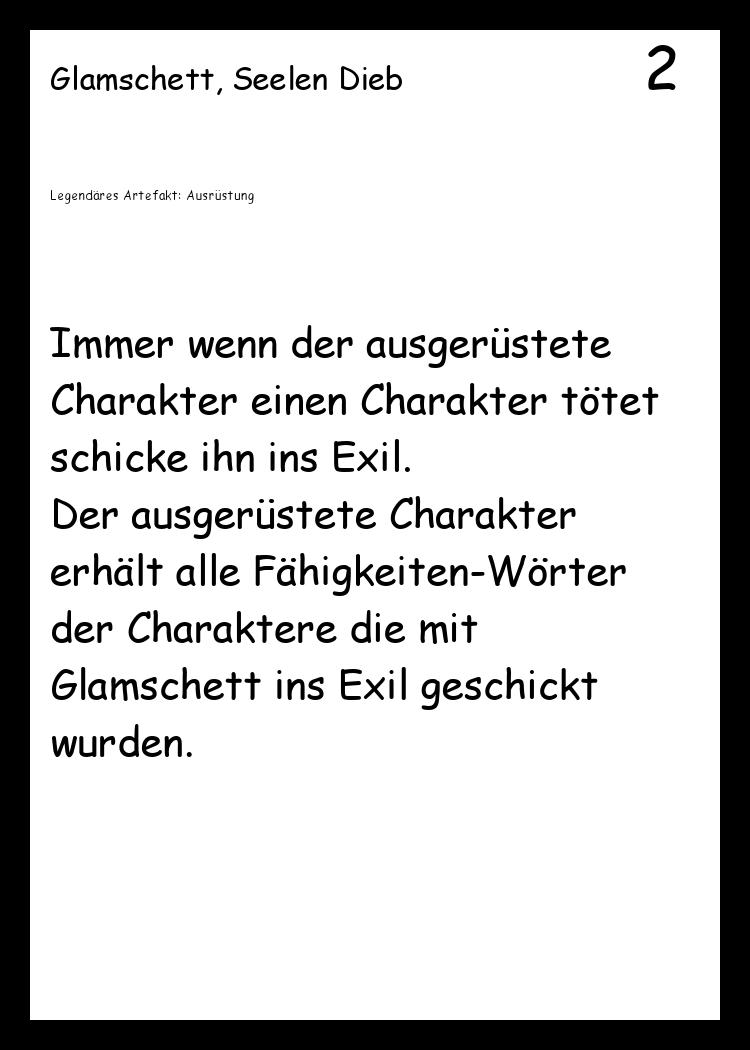 Glamschett, Seelen Dieb
2
Legendäres Artefakt: Ausrüstung
Immer wenn der ausgerüstete
Charakter einen Charakter tötet
schicke ihn ins Exil.
Der ausgerüstete Charakter
erhält alle Fähigkeiten-Wörter
der Charaktere die mit
Glamschett ins Exil geschickt
wurden.